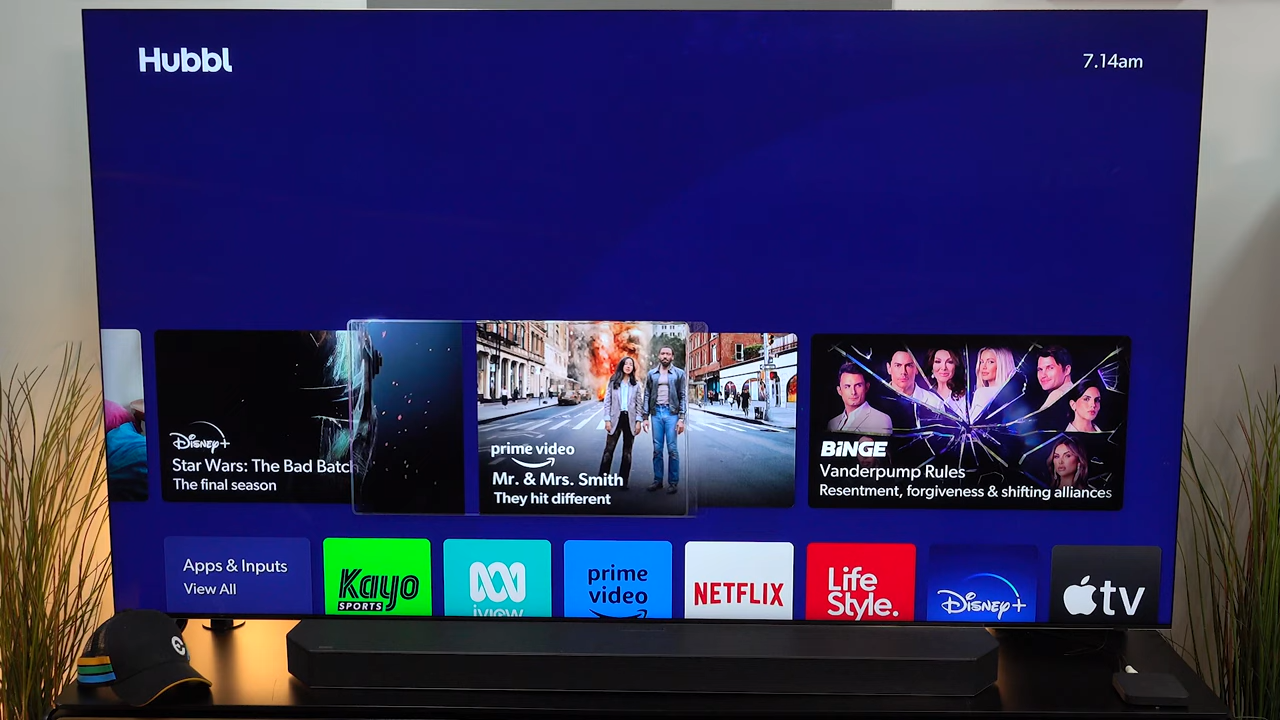 Hubbl
7.14am
Disney+
Star Wars: The Bad Batch
The final season
prime video
Mr. & Mrs. Smith
They hit different
BINGE
Vanderpump Rules
Resentment, forgiveness & shifting alliances
Apps & Inputs
View All
Kayo
SPORTS
iview
prime
video
NETFLIX
Life
Style.
Disney+
tv